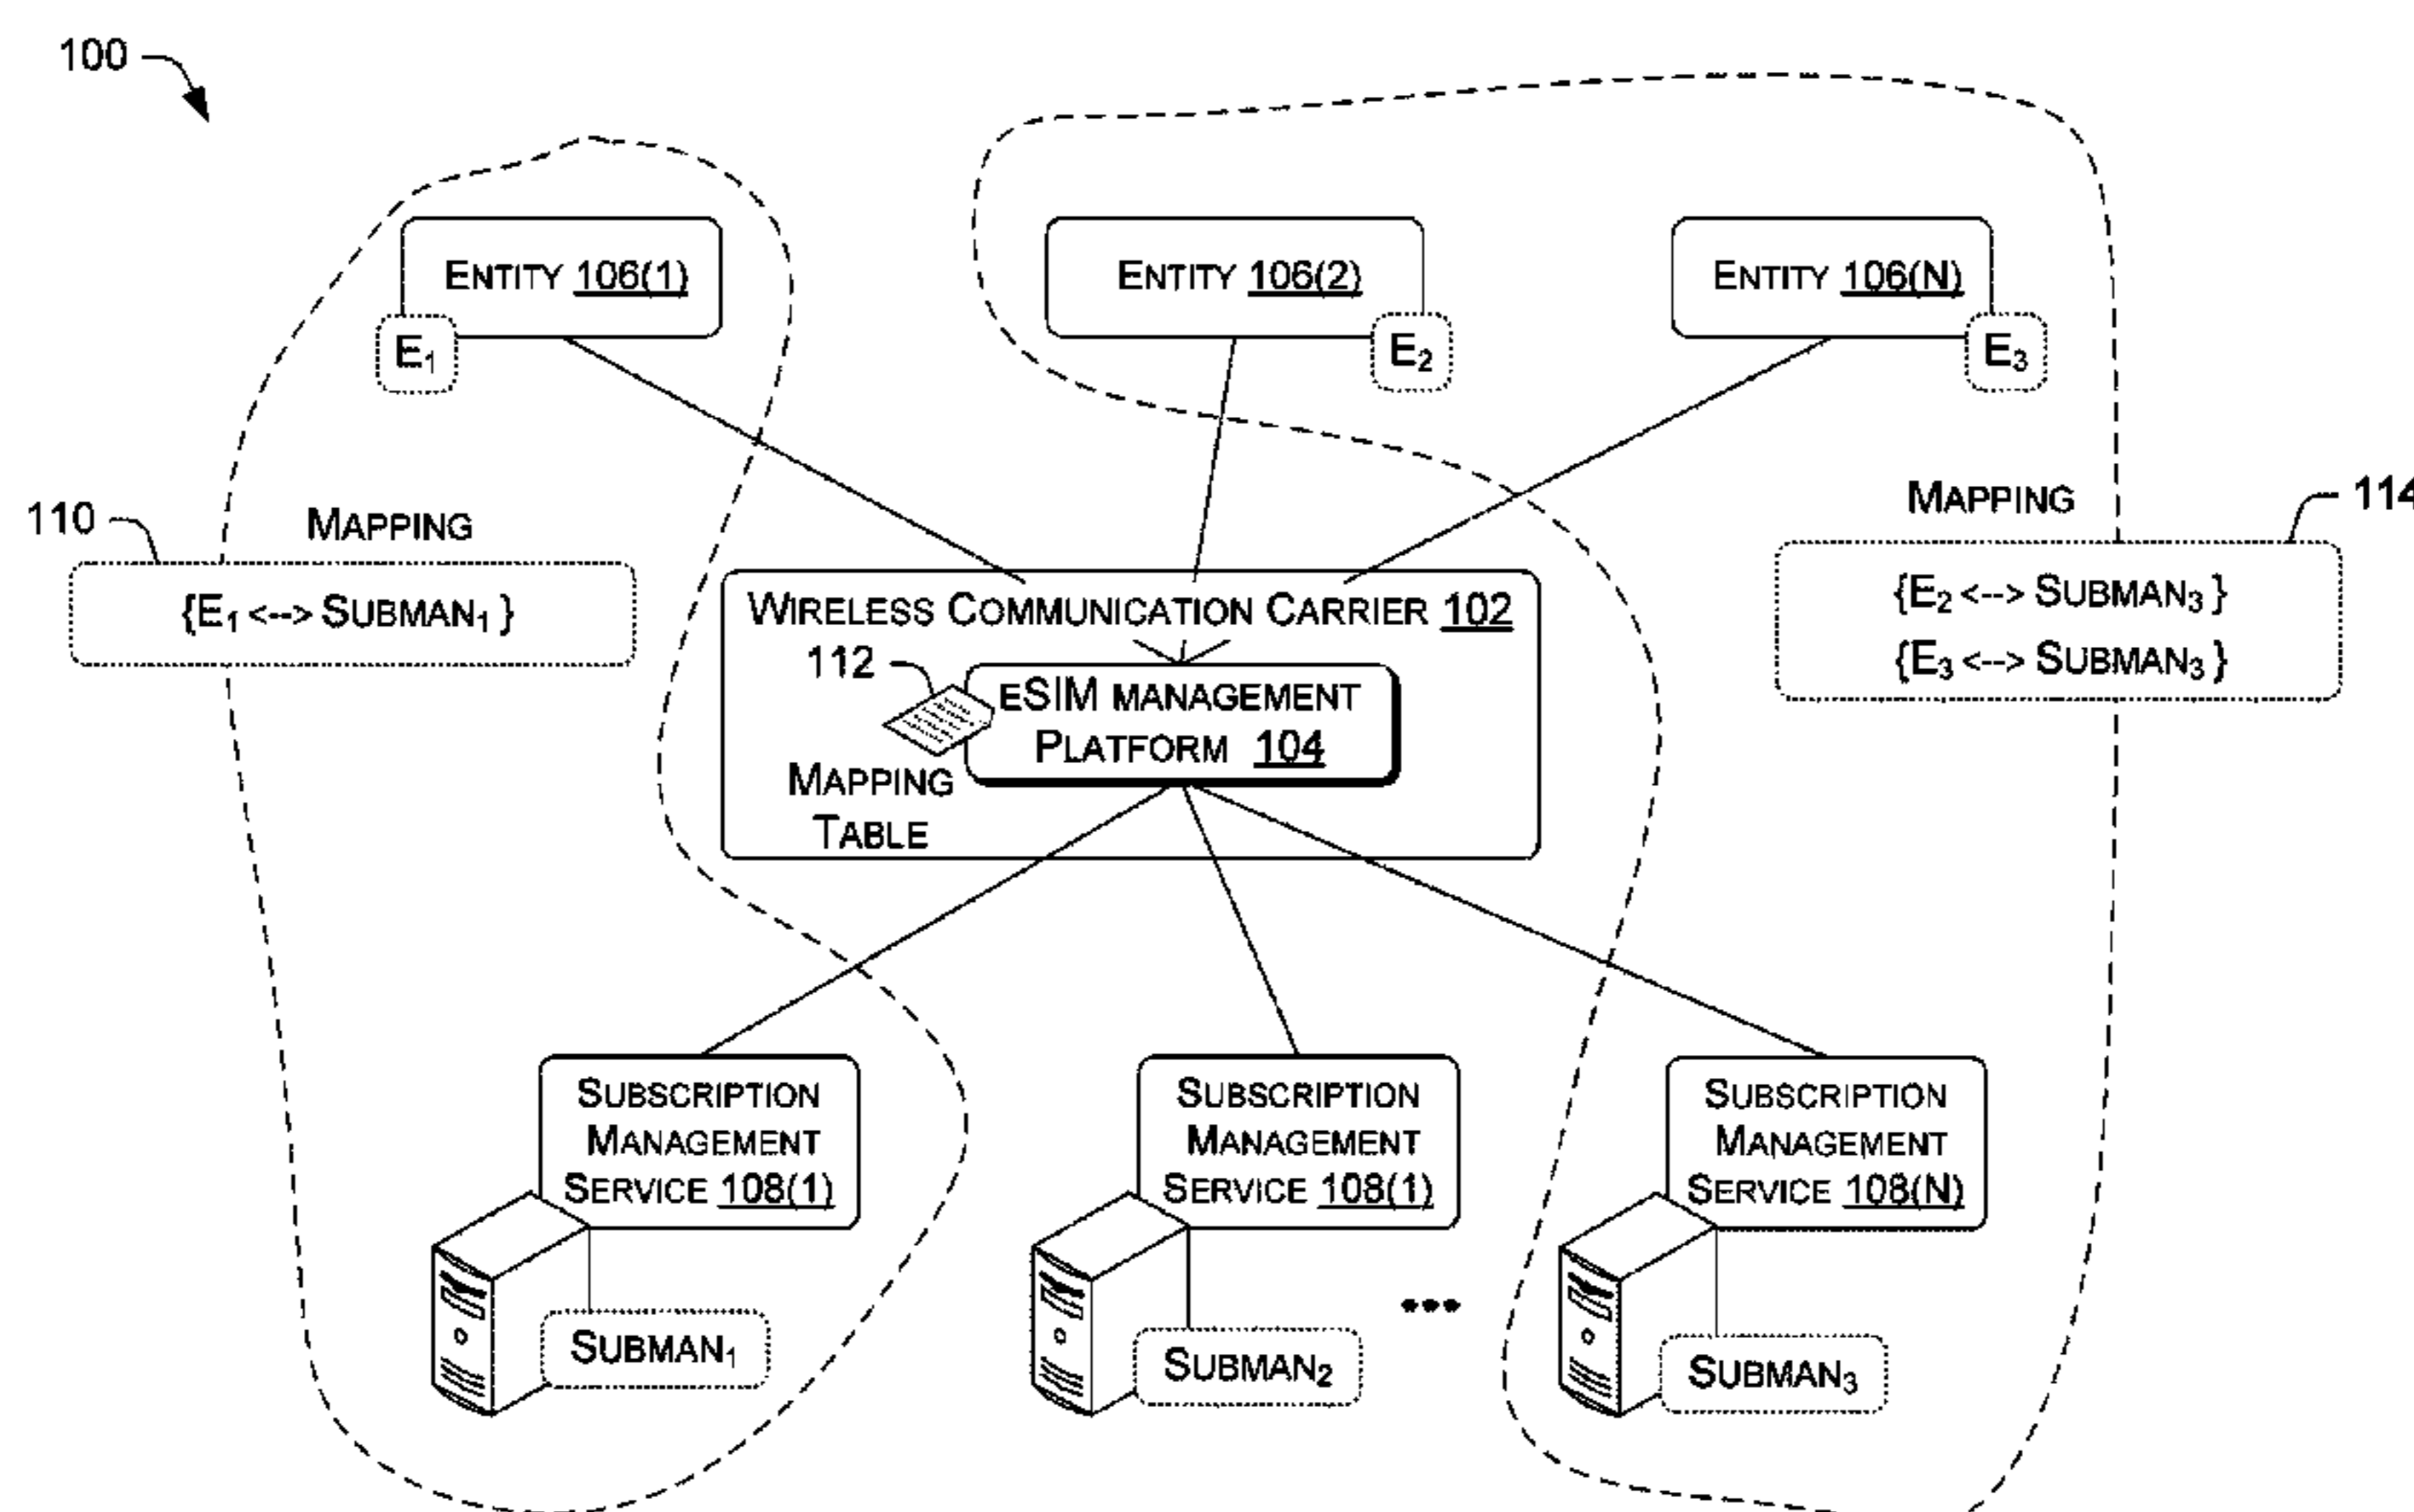 100
ENTITY 106(1)
ENTITY 106(2)
ENTITY 106(N)
E₁
E₂
E₃
110
MAPPING
{E₁ <--> SUBMAN₁ }
MAPPING
114
{E₂ <--> SUBMAN₃ }
{E₃ <--> SUBMAN₃ }
WIRELESS COMMUNICATION CARRIER 102
112
eSIM MANAGEMENT
PLATFORM 104
MAPPING
TABLE
SUBSCRIPTION
MANAGEMENT
SERVICE 108(1)
SUBMAN₁
SUBSCRIPTION
MANAGEMENT
SERVICE 108(1)
SUBMAN₂
•••
SUBSCRIPTION
MANAGEMENT
SERVICE 108(N)
SUBMAN₃